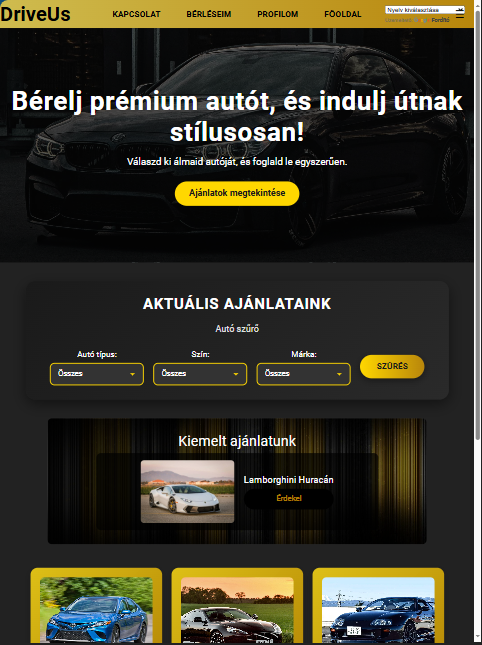 DriveUs
KAPCSOLAT BÉRLÉSEIM PROFILOM FŐOLDAL
Nyelv kiválasztása
Fordító
Bérelj prémium autót, és indulj útnak
stílusosan!
Válaszd ki álmaid autóját, és foglald le egyszerűen.
Ajánlatok megtekintése
AKTUÁLIS AJÁNLATAINK
Autó szűrő
Autó típus: Szín: Márka:
Összes Összes Összes SZŰRÉS
Kiemelt ajánlatunk
Lamborghini Huracán
Érdekel